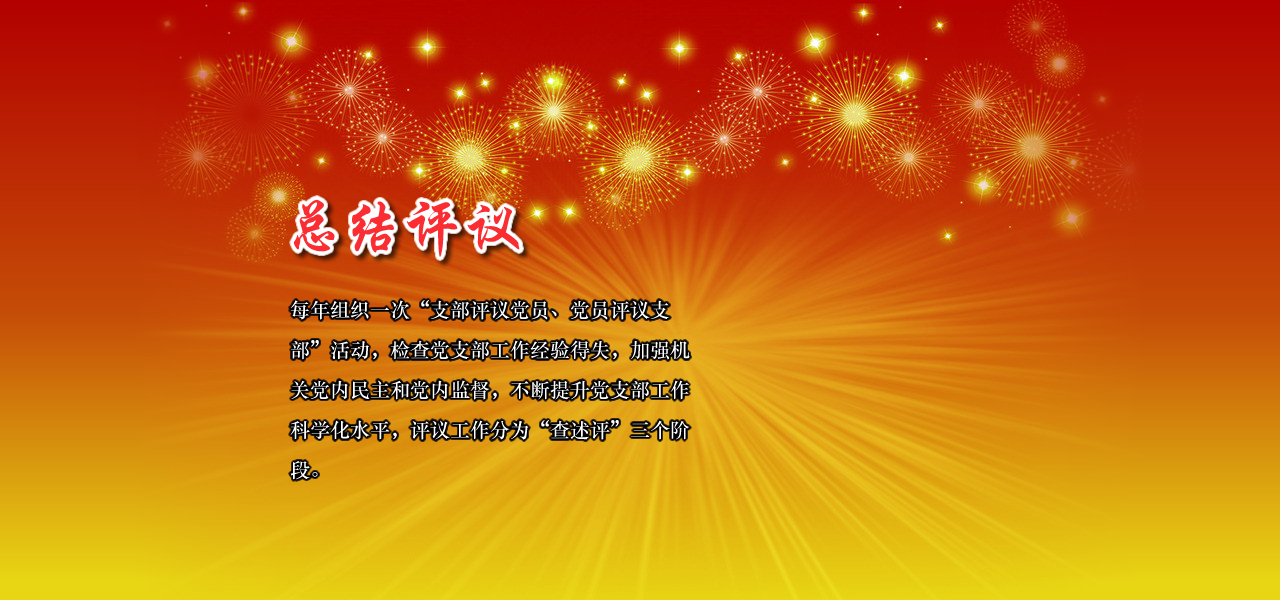 总结评议
每年组织一次“支部评议党员、党员评议支
部”活动，检查党支部工作经验得失，加强机
关党内民主和党内监督，不断提升党支部工作
科学化水平，评议工作分为“查述评”三个阶
段。